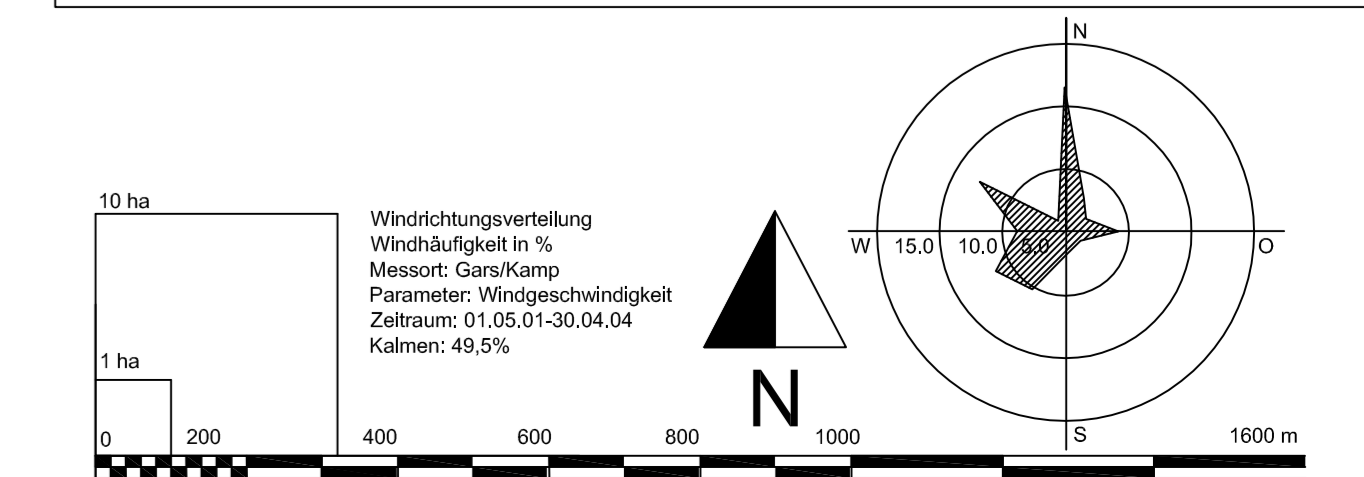 10 ha
1 ha
Windrichtungsverteilung
Windhäufigkeit in %
Messort: Gars/Kamp
Parameter: Windgeschwindigkeit
Zeitraum: 01.05.01-30.04.04
Kalmen: 49,5%
N
N
W 15.0 10.0 5.0 O
S
0 200 400 600 800 1000 1600 m